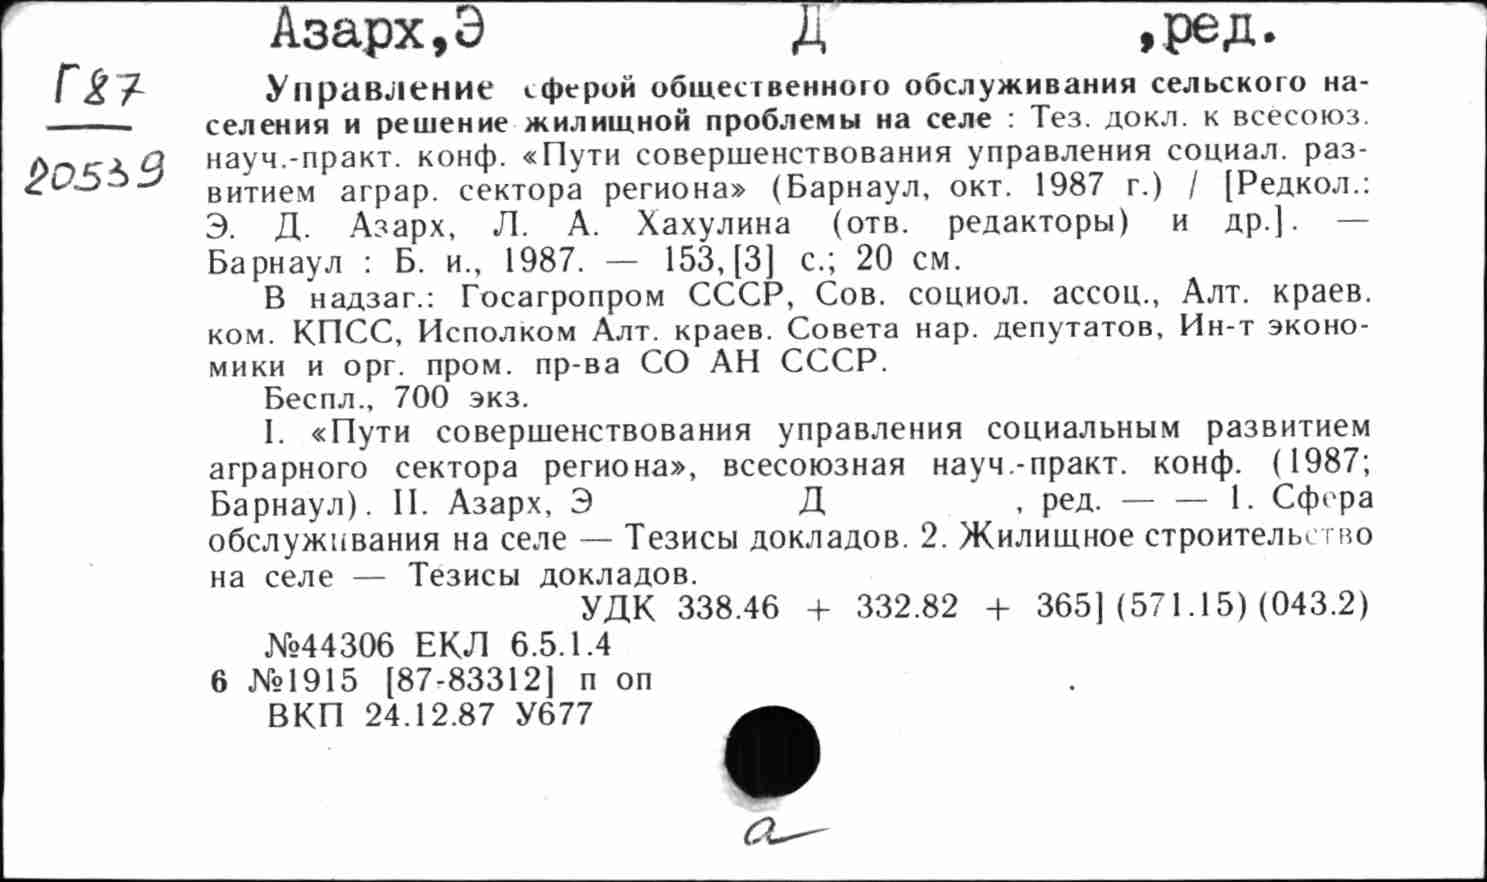 Азарх,Э Д ,ред.
Г87
20539
Управление сферой общественного обслуживания сельского на-
селения и решение жилищной проблемы на селе : Тез. докл. к всесоюз.
науч.-практ. конф. «Пути совершенствования управления социал. раз-
витием аграр. сектора региона» (Барнаул, окт. 1987 г.) / [Редкол.:
Э. Д. Азарх, Л. А. Хахулина (отв. редакторы) и др.]. —
Барнаул : Б. и., 1987. — 153,[3] с.; 20 см.
В надзаг.: Госагропром СССР, Сов. социол. ассоц., Алт. краев.
ком. КПСС, Исполком Алт. краев. Совета нар. депутатов, Ин-т эконо-
мики и орг. пром. пр-ва СО АН СССР.
Беспл., 700 экз.
I. «Пути совершенствования управления социальным развитием
аграрного сектора региона», всесоюзная науч.-практ. конф. (1987;
Барнаул). II. Азарх, Э Д , ред. — — 1. Сфера
обслуживания на селе — Тезисы докладов. 2. Жилищное строительство
на селе — Тезисы докладов.
УДК 338.46 + 332.82 + 365] (571.15) (043.2)
№44306 ЕКЛ 6.5.1.4
6 №1915 [87-83312] п оп
ВКП 24.12.87 У677
а